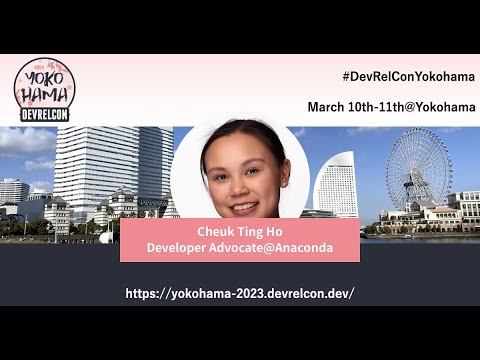 YOKO
HAMA
DEVRELCON
#DevRelConYokohama
March 10th-11th@Yokohama
Cheuk Ting Ho
Developer Advocate@Anaconda
https://yokohama-2023.devrelcon.dev/